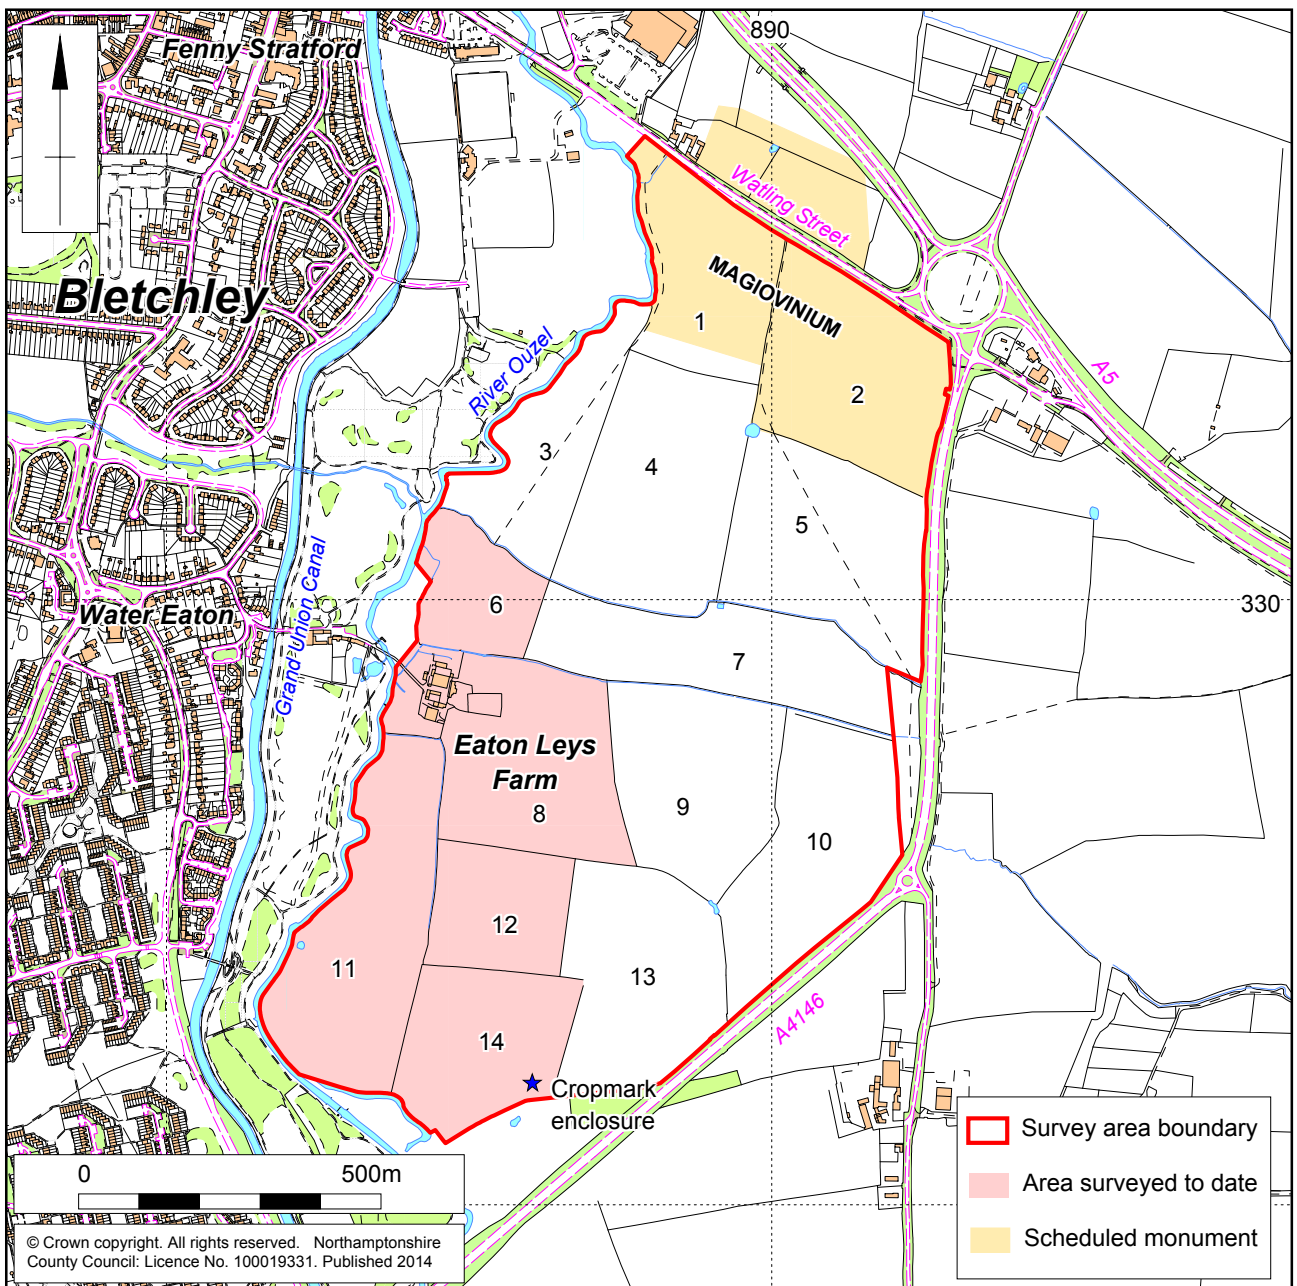 Fenny Stratford
890
Watling Street
Bletchley
MAGIOVINIUM
1
River Ouzel
A5
2
3
4
5
Grand Union Canal
6
330
Water Eaton
7
Eaton Leys
Farm
8
9
10
12
11
13
14
A4146
Cropmark
enclosure
Survey area boundary
Area surveyed to date
Scheduled monument
0 500m
© Crown copyright. All rights reserved. Northamptonshire
County Council: Licence No. 100019331. Published 2014